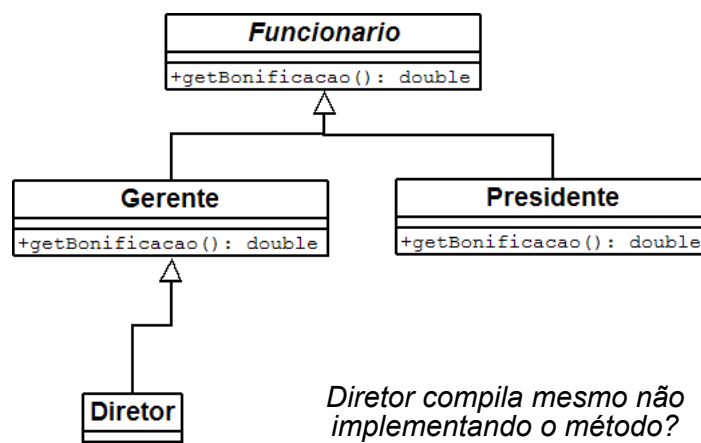 Funcionario
+getBonificacao(): double
Gerente
+getBonificacao(): double
Presidente
+getBonificacao(): double
Diretor
Diretor compila mesmo não
implementando o método?